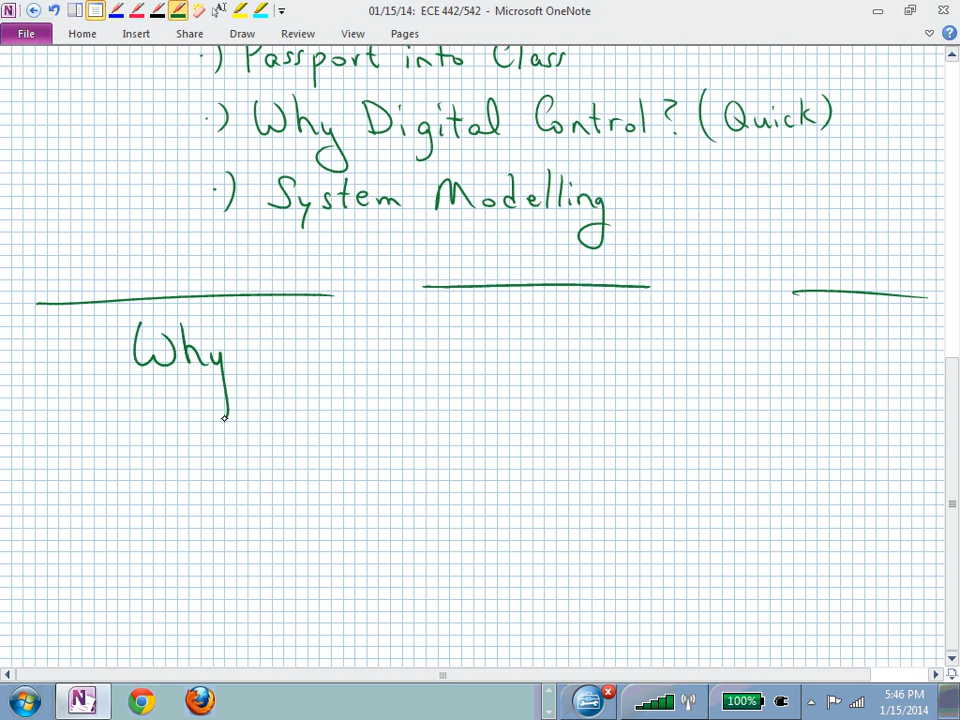 01/15/14: ECE 442/542 - Microsoft OneNote
File Home Insert Share Draw Review View Pages
·) Passport into Class
·) Why Digital Control? (Quick)
·) System Modelling
Why
100%
5:46 PM
1/15/2014